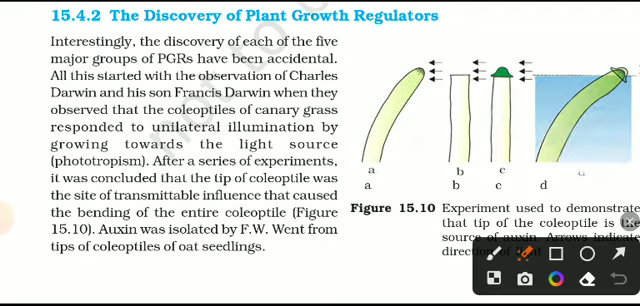 15.4.2 The Discovery of Plant Growth Regulators
Interestingly, the discovery of each of the five
major groups of PGRs have been accidental.
All this started with the observation of Charles
Darwin and his son Francis Darwin when they
observed that the coleoptiles of canary grass
responded to unilateral illumination by
growing towards the light source
(phototropism). After a series of experiments,
it was concluded that the tip of coleoptile was
the site of transmittable influence that caused
the bending of the entire coleoptile (Figure
15.10). Auxin was isolated by F.W. Went from
tips of coleoptiles of oat seedlings.
a b c d
a b c d
Figure 15.10 Experiment used to demonstrate
that tip of the coleoptile is the
source of auxin. Arrows indicate
direction of light